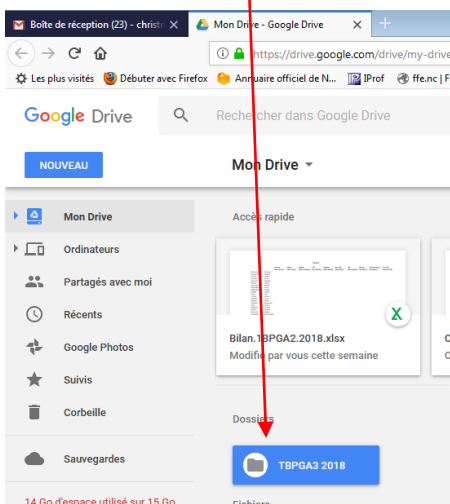 Boîte de réception (23) - christ
Mon Drive - Google Drive
https://drive.google.com/drive/my-drive
Les plus visités
Débuter avec Firefox
Annuaire officiel de N...
IProf
ffe.nc | F
Google Drive
Rechercher dans Google Drive
NOUVEAU
Mon Drive
Mon Drive
Accès rapide
Ordinateurs
Partagés avec moi
Récents
X
Bilan.TBPGA2.2018.xlsx
Google Photos
Modifié par vous cette semaine
Suivis
Corbeille
Dossiers
Sauvegardes
TBPGA3 2018
14 Go d'espace utilisé sur 15 Go
Fichiers